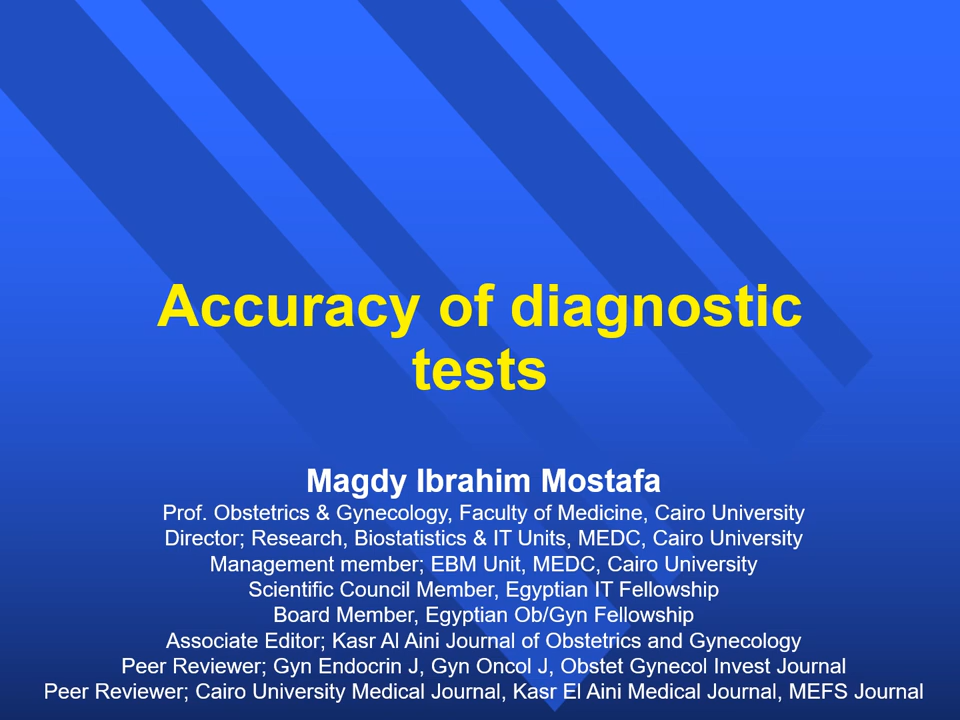 Accuracy of diagnostic
tests
Magdy Ibrahim Mostafa
Prof. Obstetrics & Gynecology, Faculty of Medicine, Cairo University
Director; Research, Biostatistics & IT Units, MEDC, Cairo University
Management member; EBM Unit, MEDC, Cairo University
Scientific Council Member, Egyptian IT Fellowship
Board Member, Egyptian Ob/Gyn Fellowship
Associate Editor; Kasr Al Aini Journal of Obstetrics and Gynecology
Peer Reviewer; Gyn Endocrin J, Gyn Oncol J, Obstet Gynecol Invest Journal
Peer Reviewer; Cairo University Medical Journal, Kasr El Aini Medical Journal, MEFS Journal